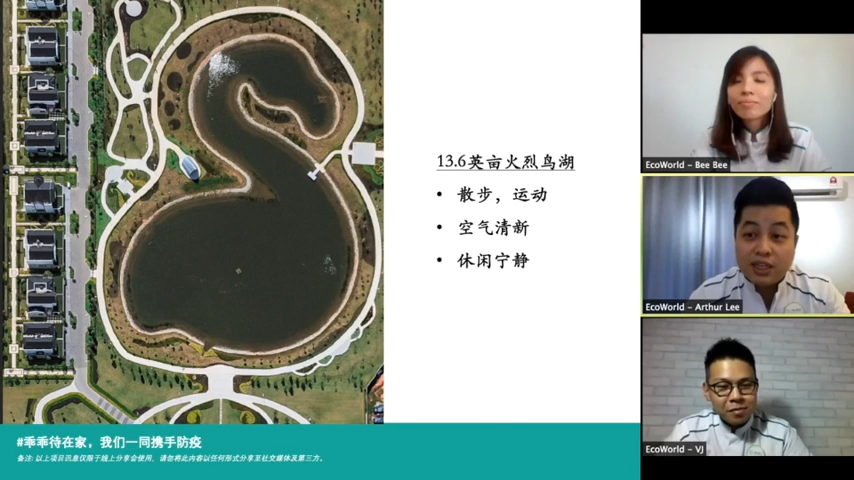 13.6英亩火烈鸟湖
• 散步，运动
• 空气清新
• 休闲宁静
#乖乖待在家，我们一同携手防疫
备注: 以上项目讯息仅限于线上分享会使用，请勿将此内容以任何形式分享至社交媒体及第三方。
EcoWorld – Bee Bee
EcoWorld – Arthur Lee
EcoWorld – VJ